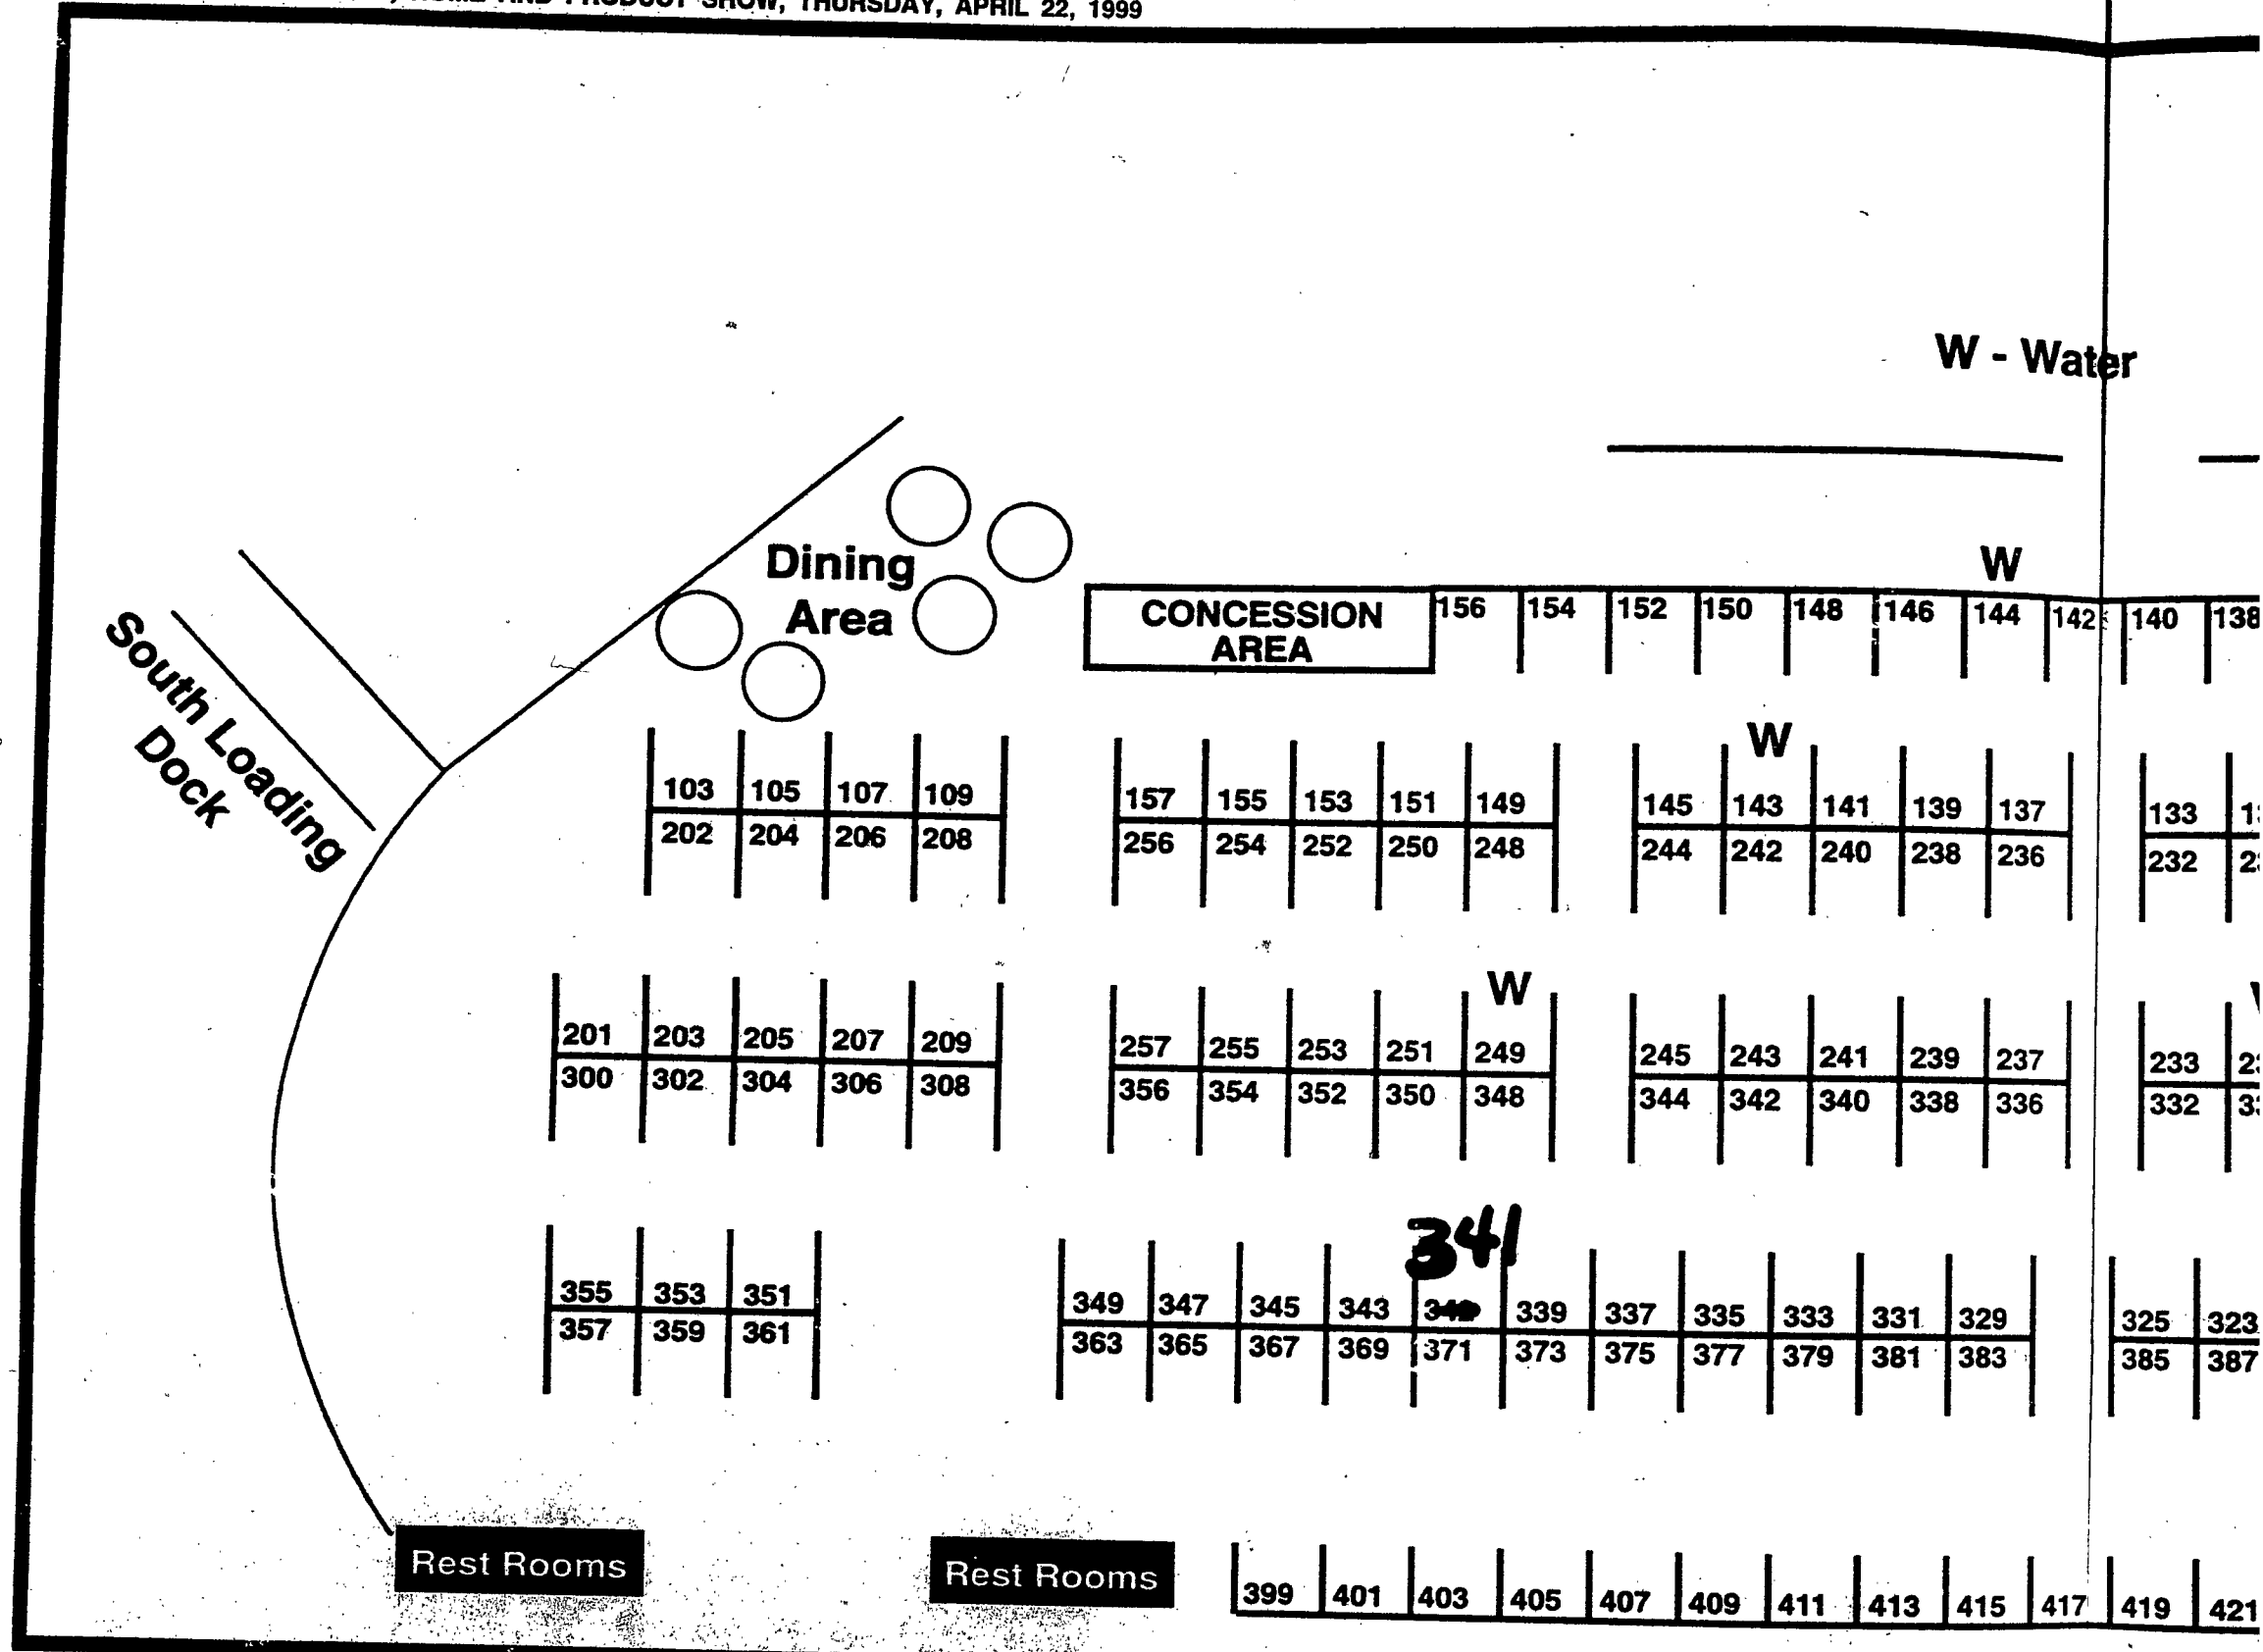 AND PRODUCT SHOW, THURSDAY, APRIL 22, 1999
W - Water
Dining
Area
South Loading
Dock
W
CONCESSION
AREA
156 154 152 150 148 146 144 142 140 138
W
103 105 107 109 157 155 153 151 149 145 143 141 139 137 133
202 204 206 208 256 254 252 250 248 244 242 240 238 236 232
W
201 203 205 207 209 257 255 253 251 249 245 243 241 239 237 233
300 302 304 306 308 356 354 352 350 348 344 342 340 338 336 332
341
355 353 351 349 347 345 343 339 337 335 333 331 329 325 323
357 359 361 363 365 367 369 371 373 375 377 379 381 383 385 387
Rest Rooms
Rest Rooms
399 401 403 405 407 409 411 413 415 417 419 421